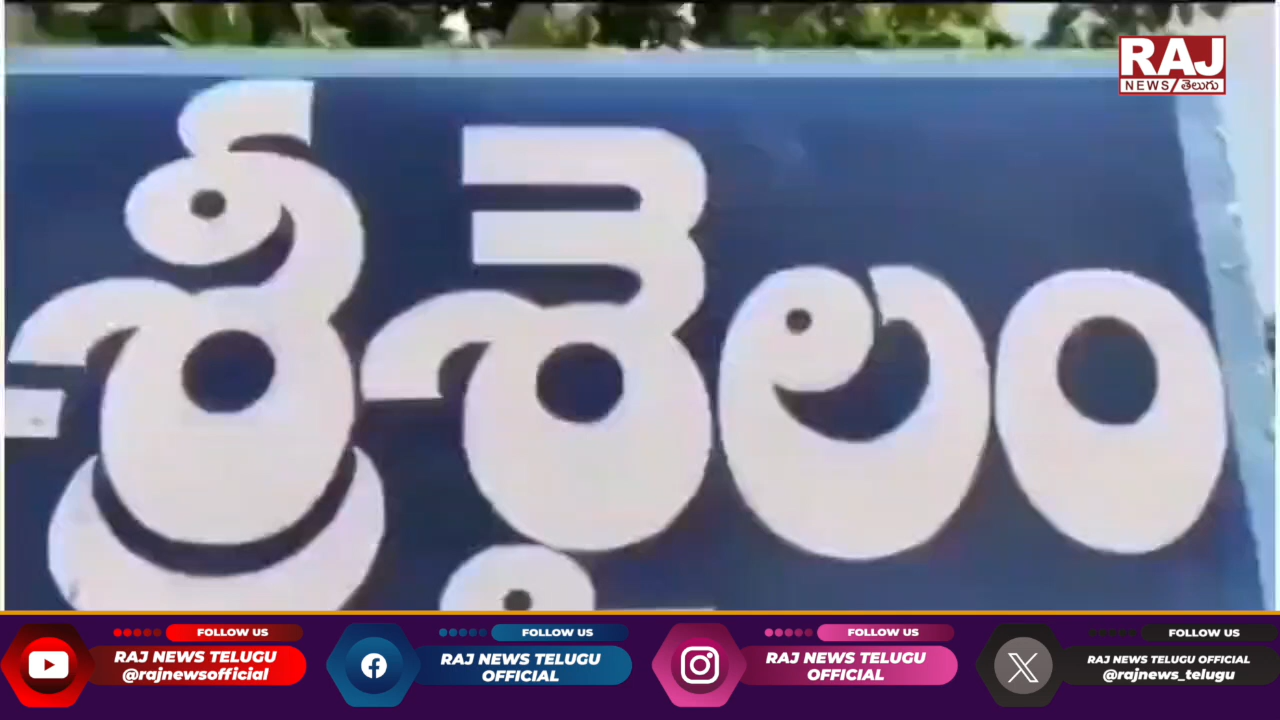 శ్రీశైలం
RAJ
NEWS తెలుగు
FOLLOW US
RAJ NEWS TELUGU
@rajnewsofficial
FOLLOW US
RAJ NEWS TELUGU
OFFICIAL
FOLLOW US
RAJ NEWS TELUGU
OFFICIAL
FOLLOW US
RAJ NEWS TELUGU OFFICIAL
@rajnews_telugu